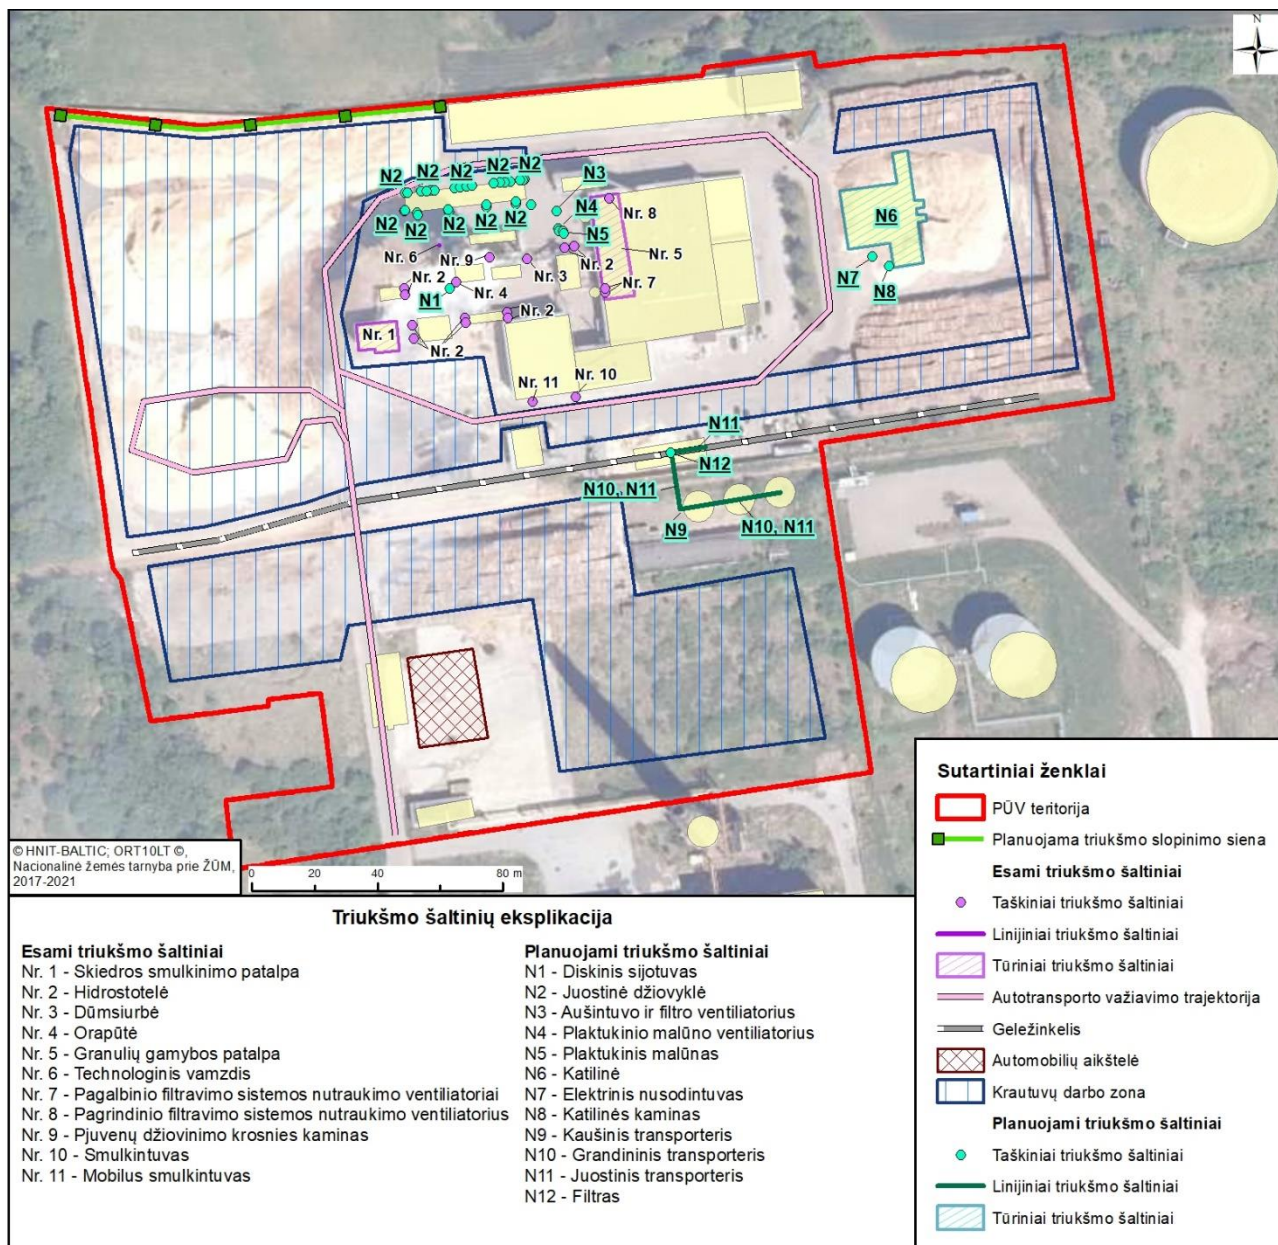 N
N2 N2 N2 N2 N2
N3
Nr. 8
N4
N2 N2 N2 N2 N2
N5
N6
Nr. 6
Nr. 9
Nr. 2
Nr. 5
Nr. 3
N7
N8
Nr. 2
N1
Nr. 4
Nr. 7
Nr. 2
Nr. 1
Nr. 2
Nr. 2
Nr. 10
Nr. 11
N11
N12
N10, N11
N9
N10, N11
© HNIT-BALTIC; ORT10LT ©,
Nacionalinė žemės tarnyba prie ŽŪM,
2017-2021
0 20 40 80 m
Triukšmo šaltinių eksplikacija
Esami triukšmo šaltiniai
Nr. 1 - Skiedros smulkinimo patalpa
Nr. 2 - Hidrostotelė
Nr. 3 - Dūmsiurbė
Nr. 4 - Orapūtė
Nr. 5 - Granulių gamybos patalpa
Nr. 6 - Technologinis vamzdis
Nr. 7 - Pagalbinio filtravimo sistemos nutraukimo ventiliatoriai
Nr. 8 - Pagrindinio filtravimo sistemos nutraukimo ventiliatorius
Nr. 9 - Pjuvenų džiovinimo krosnies kaminas
Nr. 10 - Smulkintuvas
Nr. 11 - Mobilus smulkintuvas
Planuojami triukšmo šaltiniai
N1 - Diskinis sijotuvas
N2 - Juostinė džiovyklė
N3 - Aušintuvo ir filtro ventiliatorius
N4 - Plaktukinio malūno ventiliatorius
N5 - Plaktukinis malūnas
N6 - Katilinė
N7 - Elektrinis nusodintuvas
N8 - Katilinės kaminas
N9 - Kaušinis transporteris
N10 - Grandininis transporteris
N11 - Juostinis transporteris
N12 - Filtras
Sutartiniai ženklai
PŪV teritorija
Planuojama triukšmo slopinimo siena
Esami triukšmo šaltiniai
Taškiniai triukšmo šaltiniai
Linijiniai triukšmo šaltiniai
Tūriniai triukšmo šaltiniai
Autotransporto važiavimo trajektorija
Geležinkelis
Automobilių aikštelė
Krautuvų darbo zona
Planuojami triukšmo šaltiniai
Taškiniai triukšmo šaltiniai
Linijiniai triukšmo šaltiniai
Tūriniai triukšmo šaltiniai